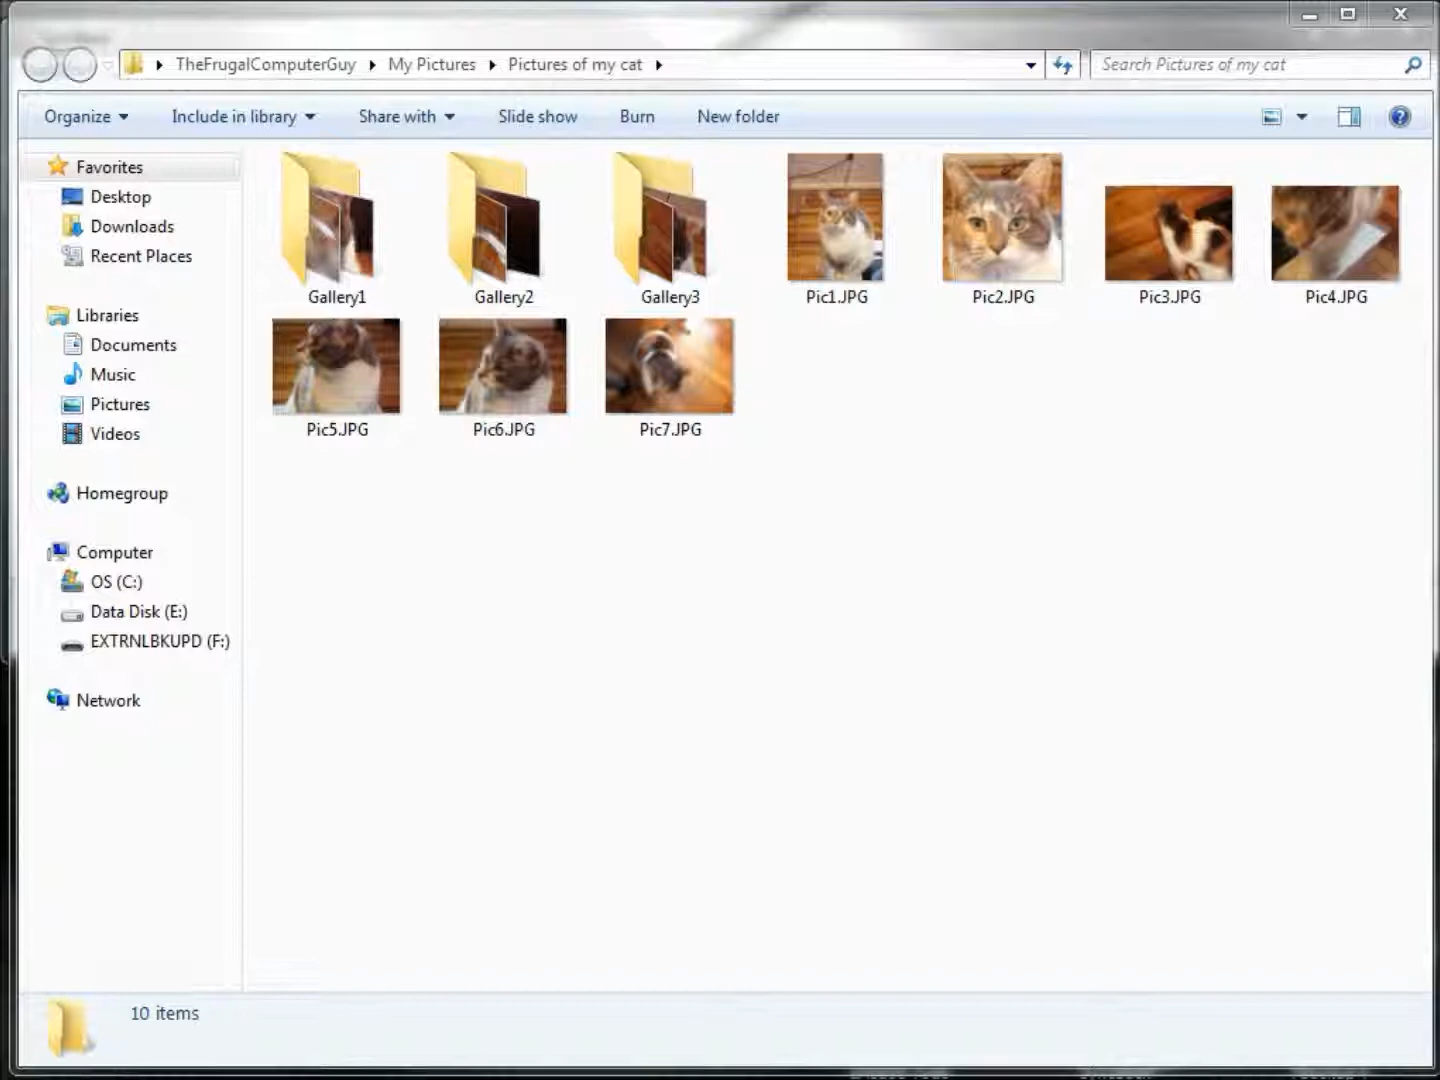 TheFrugalComputerGuy My Pictures Pictures of my cat
Search Pictures of my cat
Organize Include in library Share with Slide show Burn New folder
Favorites
Desktop
Downloads
Recent Places
Libraries
Documents
Music
Pictures
Videos
Homegroup
Computer
OS (C:)
Data Disk (E:)
EXTRNLBKUPD (F:)
Network
Gallery1 Gallery2 Gallery3 Pic1.JPG Pic2.JPG Pic3.JPG Pic4.JPG
Pic5.JPG Pic6.JPG Pic7.JPG
10 items